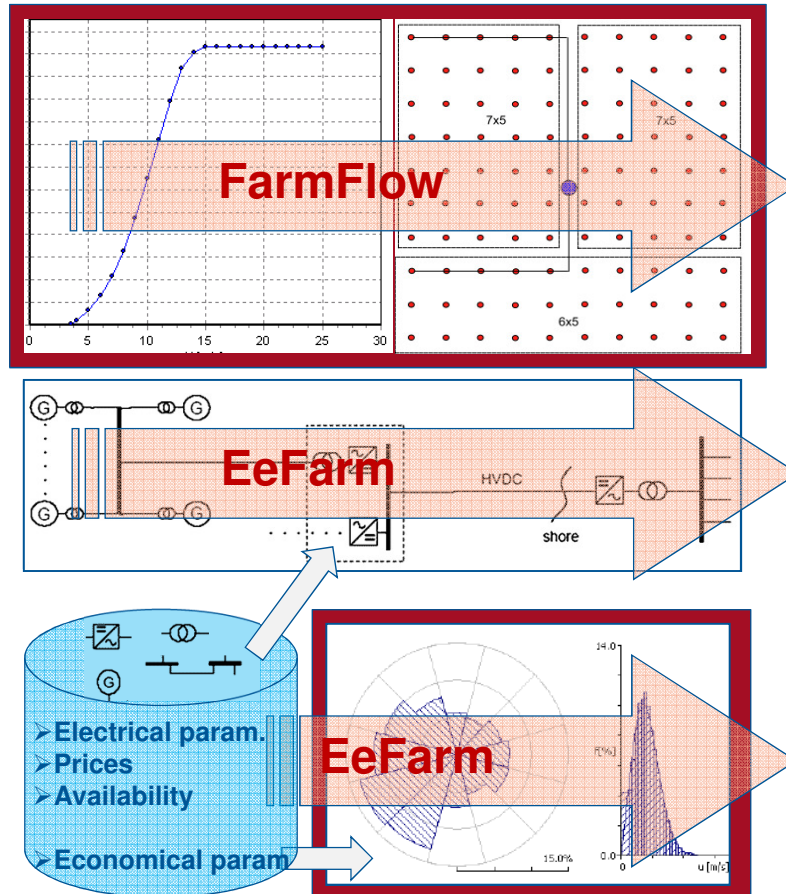 7x5
7x5
FarmFlow
6x5
0
5
10
15
20
25
30
G
G
EeFarm
HVDC
G
G
shore
G
14.0
Electrical param.
Prices
Availability
EeFarm
f[%]
Economical param
15.0%
0.0
0
u [m/s]